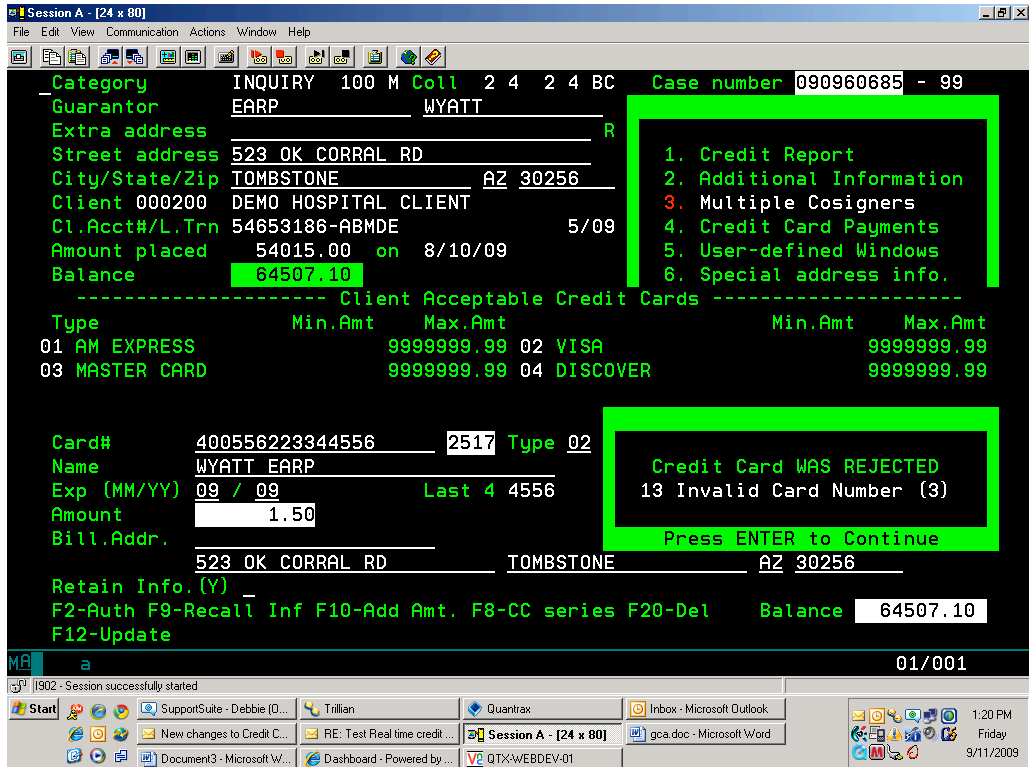 Session A - [24 x 80]
File Edit View Communication Actions Window Help
Category INQUIRY 100 M Coll 2 4 2 4 BC Case number 090960685 - 99
Guarantor EARP WYATT
Extra address R
Street address 523 OK CORRAL RD 1. Credit Report
City/State/Zip TOMBSTONE AZ 30256 2. Additional Information
Client 000200 DEMO HOSPITAL CLIENT 3. Multiple Cosigners
Cl.Acct#/L.Trn 54653186-ABMDE 5/09 4. Credit Card Payments
Amount placed 54015.00 on 8/10/09 5. User-defined Windows
Balance 64507.10 6. Special address info.
--------------------- Client Acceptable Credit Cards ---------------------
Type Min.Amt Max.Amt Min.Amt Max.Amt
01 AM EXPRESS 9999999.99 02 VISA 9999999.99
03 MASTER CARD 9999999.99 04 DISCOVER 9999999.99
Card# 400556223344556 2517 Type 02
Name WYATT EARP Credit Card WAS REJECTED
Exp (MM/YY) 09 / 09 Last 4 4556 13 Invalid Card Number (3)
Amount 1.50
Bill.Addr. Press ENTER to Continue
523 OK CORRAL RD TOMBSTONE AZ 30256
Retain Info.(Y)
F2-Auth F9-Recall Inf F10-Add Amt. F8-CC series F20-Del Balance 64507.10
F12-Update
MA a 01/001
I902 - Session successfully started
Start SupportSuite - Debbie (O... Trillian Quantrax Inbox - Microsoft Outlook 1:20 PM
New changes to Credit C... RE: Test Real time credit ... Session A - [24 x 80] gca.doc - Microsoft Word Friday
Document3 - Microsoft W... Dashboard - Powered by ... QTX-WEBDEV-01 9/11/2009